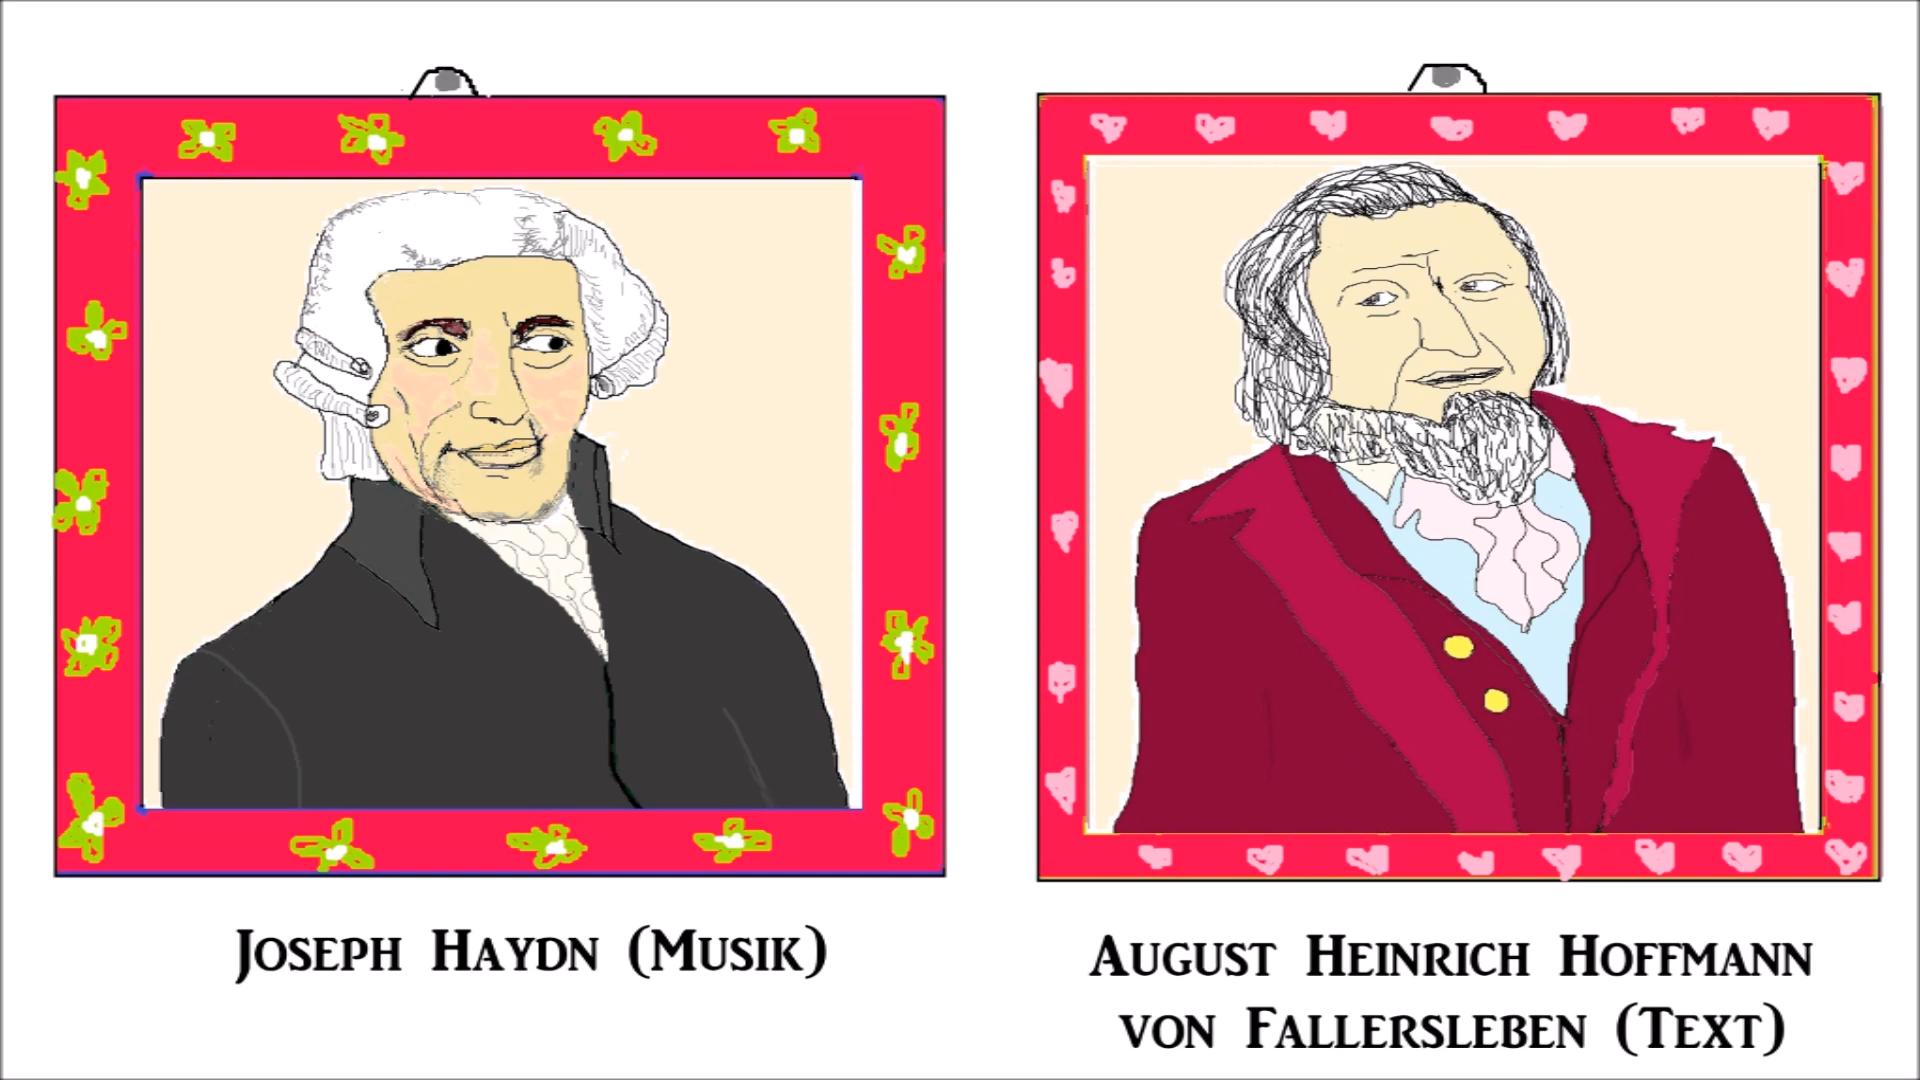 Joseph Haydn (Musik)
August Heinrich Hoffmann
von Fallersleben (Text)